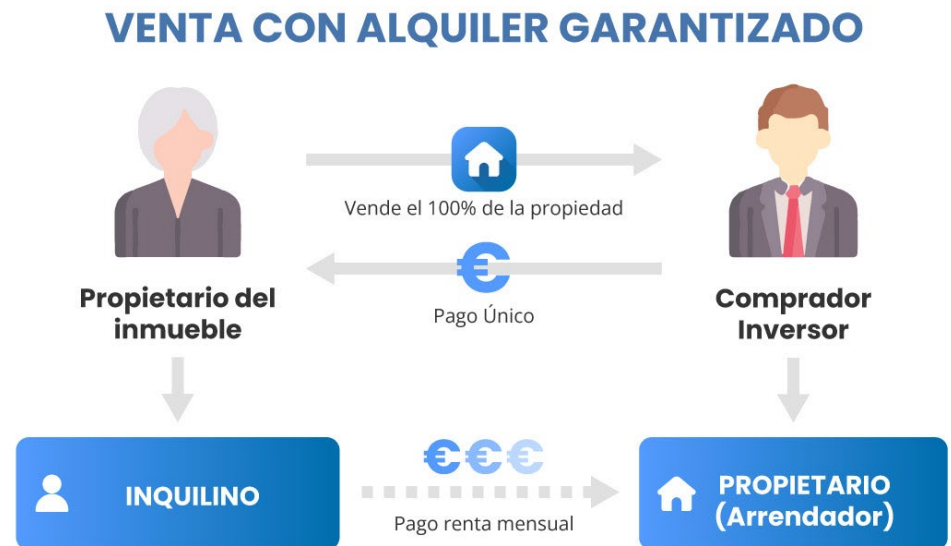 VENTA CON ALQUILER GARANTIZADO
Vende el 100% de la propiedad
Pago Único
Propietario del
inmueble
Comprador
Inversor
INQUILINO
Pago renta mensual
PROPIETARIO
(Arrendador)